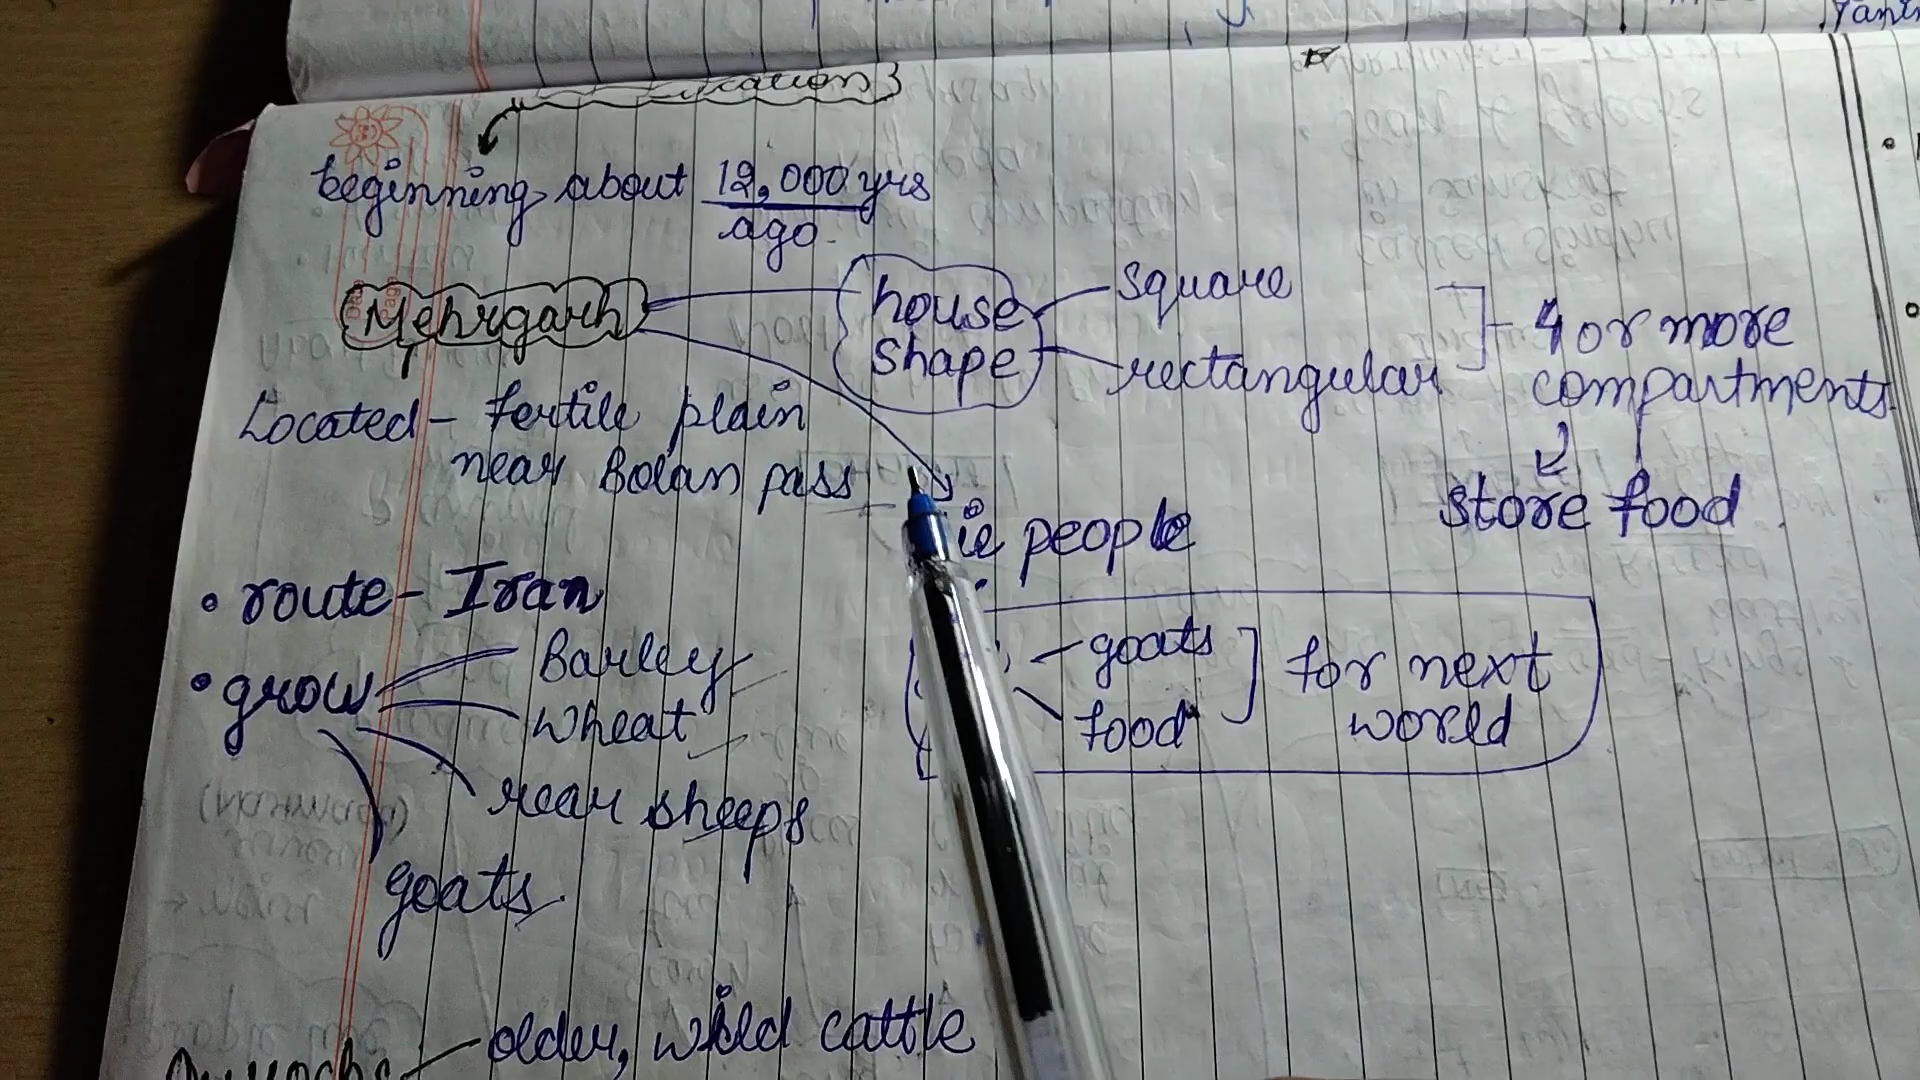 beginning about 12,000 yrs
ago.
Mehrgarh
house
shape
square
rectangular
4 or more
compartments
store food
Located - fertile plain
near Bolan pass
people
• route - Iran
• grow
Barley
wheat
rear sheeps
goats.
goats
food
for next
world
older, wild cattle